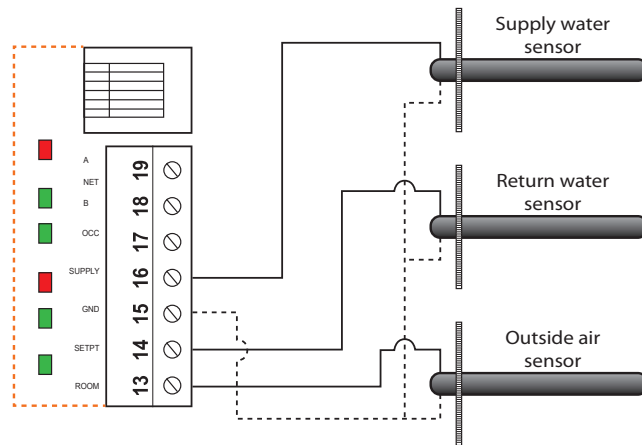 Supply water
sensor
A
19
NET
18
B
Return water
sensor
OCC
17
SUPPLY
16
GND
15
Outside air
sensor
SETPT
14
ROOM
13